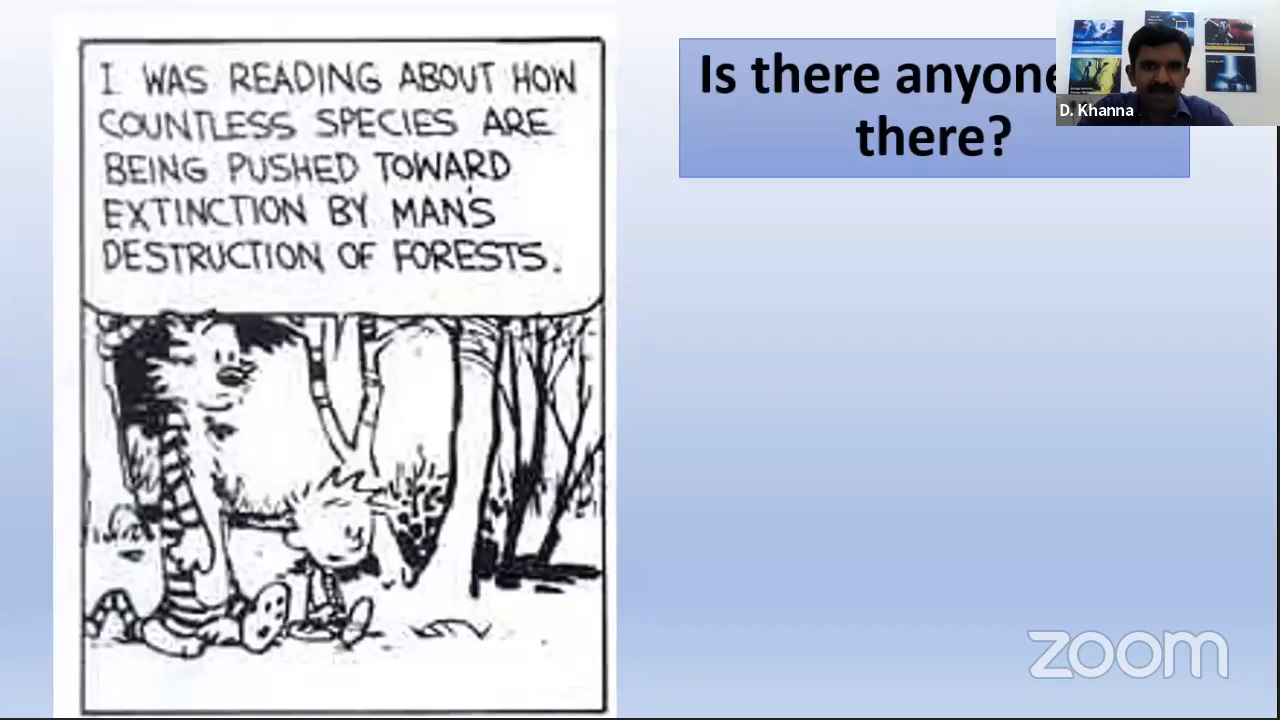 I WAS READING ABOUT HOW
COUNTLESS SPECIES ARE
BEING PUSHED TOWARD
EXTINCTION BY MAN'S
DESTRUCTION OF FORESTS.
Is there anyone
there?
D. Khanna
zoom